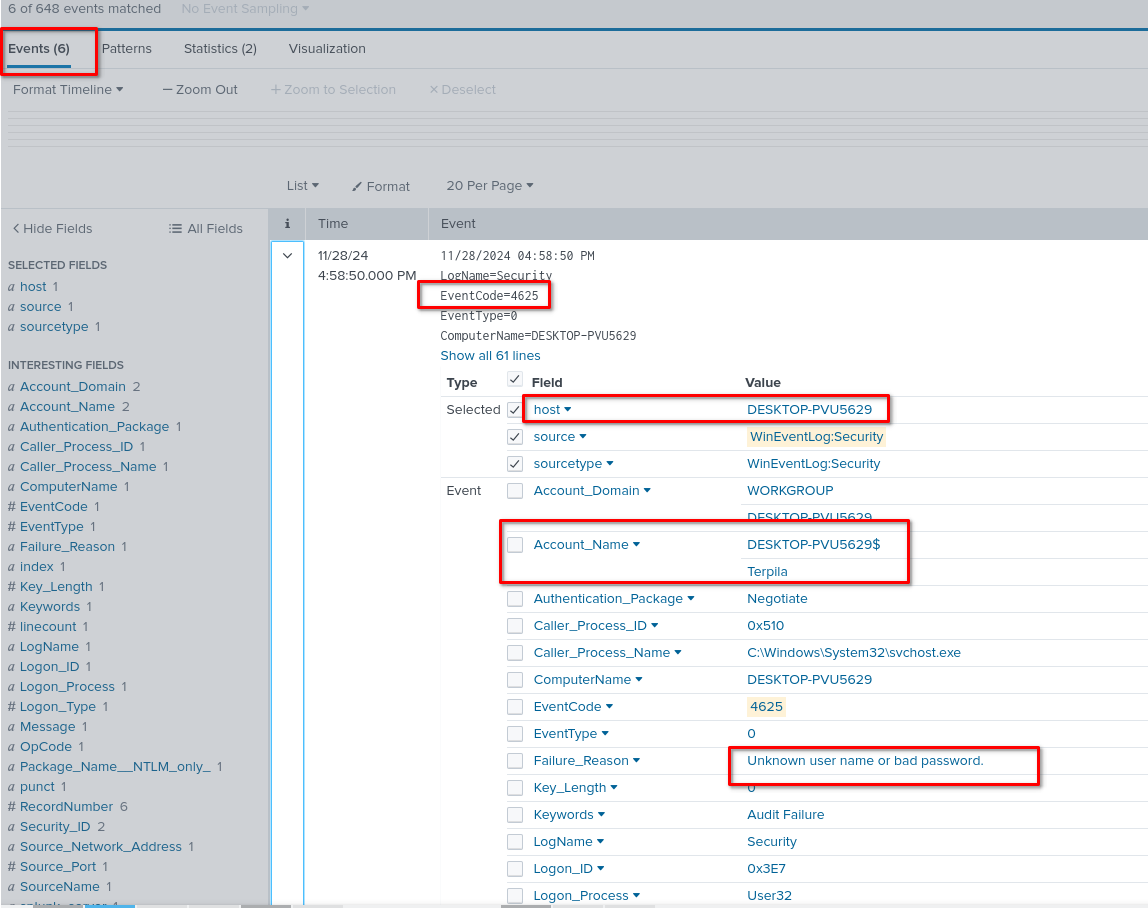 6 of 648 events matched No Event Sampling
Events (6) Patterns Statistics (2) Visualization
Format Timeline — Zoom Out + Zoom to Selection × Deselect
List Format 20 Per Page
< Hide Fields All Fields
i Time Event
SELECTED FIELDS
a host 1
a source 1
a sourcetype 1
INTERESTING FIELDS
a Account_Domain 2
a Account_Name 2
a Authentication_Package 1
a Caller_Process_ID 1
a Caller_Process_Name 1
a ComputerName 1
# EventCode 1
# EventType 1
a Failure_Reason 1
a index 1
# Key_Length 1
a Keywords 1
# linecount 1
a LogName 1
a Logon_ID 1
a Logon_Process 1
# Logon_Type 1
a Message 1
a OpCode 1
a Package_Name__NTLM_only_ 1
a punct 1
# RecordNumber 6
a Security_ID 2
a Source_Network_Address 1
# Source_Port 1
a SourceName 1
11/28/24
4:58:50.000 PM
11/28/2024 04:58:50 PM
LogName=Security
EventCode=4625
EventType=0
ComputerName=DESKTOP-PVU5629
Show all 61 lines
Type Field Value
Selected host DESKTOP-PVU5629
source WinEventLog:Security
sourcetype WinEventLog:Security
Event Account_Domain WORKGROUP
DESKTOP-PVU5629
Account_Name DESKTOP-PVU5629$
Terpila
Authentication_Package Negotiate
Caller_Process_ID 0x510
Caller_Process_Name C:\Windows\System32\svchost.exe
ComputerName DESKTOP-PVU5629
EventCode 4625
EventType 0
Failure_Reason Unknown user name or bad password.
Key_Length 0
Keywords Audit Failure
LogName Security
Logon_ID 0x3E7
Logon_Process User32